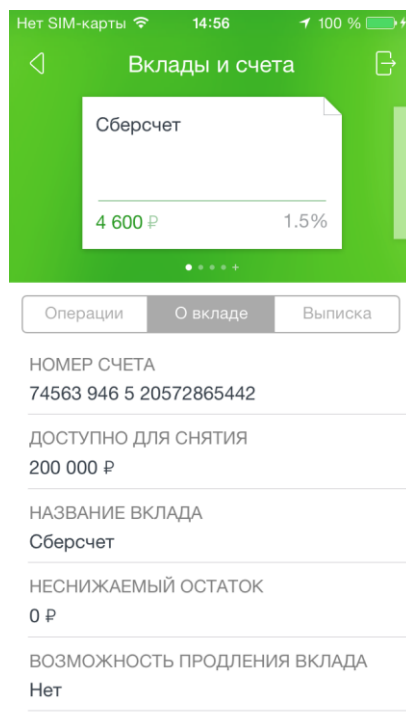 Нет SIM-карты 14:56 100 %
Вклады и счета
Сберсчет
4 600 ₽ 1.5%
Операции О вкладе Выписка
НОМЕР СЧЕТА
74563 946 5 20572865442
ДОСТУПНО ДЛЯ СНЯТИЯ
200 000 ₽
НАЗВАНИЕ ВКЛАДА
Сберсчет
НЕСНИЖАЕМЫЙ ОСТАТОК
0 ₽
ВОЗМОЖНОСТЬ ПРОДЛЕНИЯ ВКЛАДА
Нет